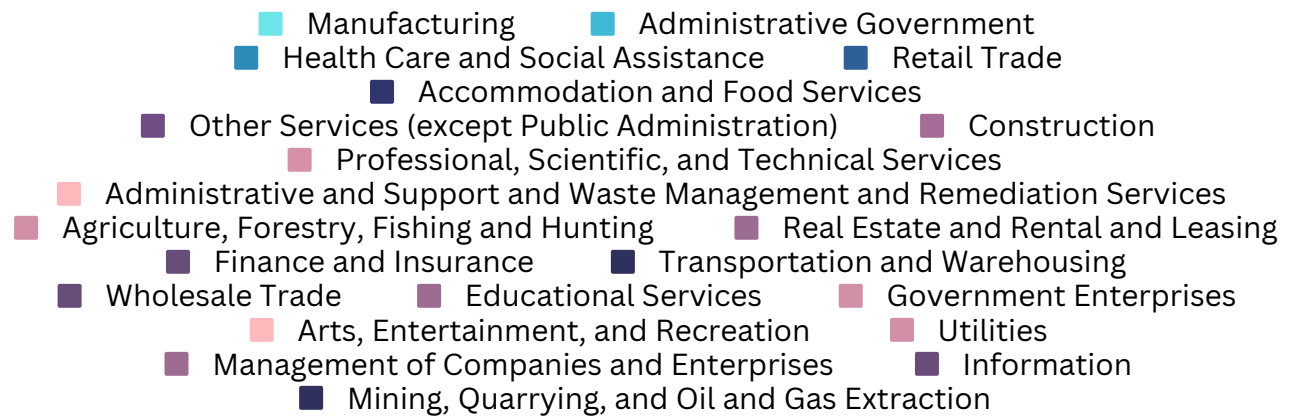 Manufacturing Administrative Government
Health Care and Social Assistance Retail Trade
Accommodation and Food Services
Other Services (except Public Administration) Construction
Professional, Scientific, and Technical Services
Administrative and Support and Waste Management and Remediation Services
Agriculture, Forestry, Fishing and Hunting Real Estate and Rental and Leasing
Finance and Insurance Transportation and Warehousing
Wholesale Trade Educational Services Government Enterprises
Arts, Entertainment, and Recreation Utilities
Management of Companies and Enterprises Information
Mining, Quarrying, and Oil and Gas Extraction